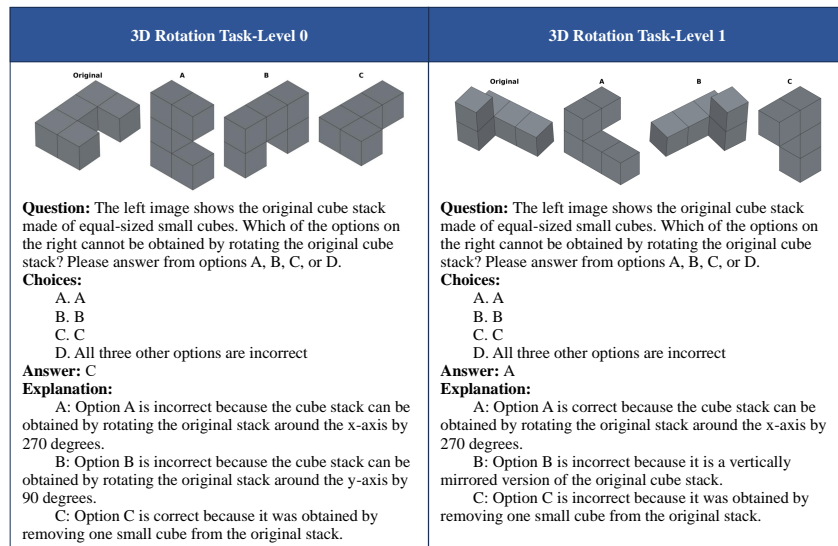 3D Rotation Task-Level 0
Original A B C
Question: The left image shows the original cube stack
made of equal-sized small cubes. Which of the options on
the right cannot be obtained by rotating the original cube
stack? Please answer from options A, B, C, or D.
Choices:
A. A
B. B
C. C
D. All three other options are incorrect
Answer: C
Explanation:
A: Option A is incorrect because the cube stack can be
obtained by rotating the original stack around the x-axis by
270 degrees.
B: Option B is incorrect because the cube stack can be
obtained by rotating the original stack around the y-axis by
90 degrees.
C: Option C is correct because it was obtained by
removing one small cube from the original stack.
3D Rotation Task-Level 1
Original A B C
Question: The left image shows the original cube stack
made of equal-sized small cubes. Which of the options on
the right cannot be obtained by rotating the original cube
stack? Please answer from options A, B, C, or D.
Choices:
A. A
B. B
C. C
D. All three other options are incorrect
Answer: A
Explanation:
A: Option A is correct because the cube stack can be
obtained by rotating the original stack around the x-axis by
270 degrees.
B: Option B is incorrect because it is a vertically
mirrored version of the original cube stack.
C: Option C is incorrect because it was obtained by
removing one small cube from the original stack.